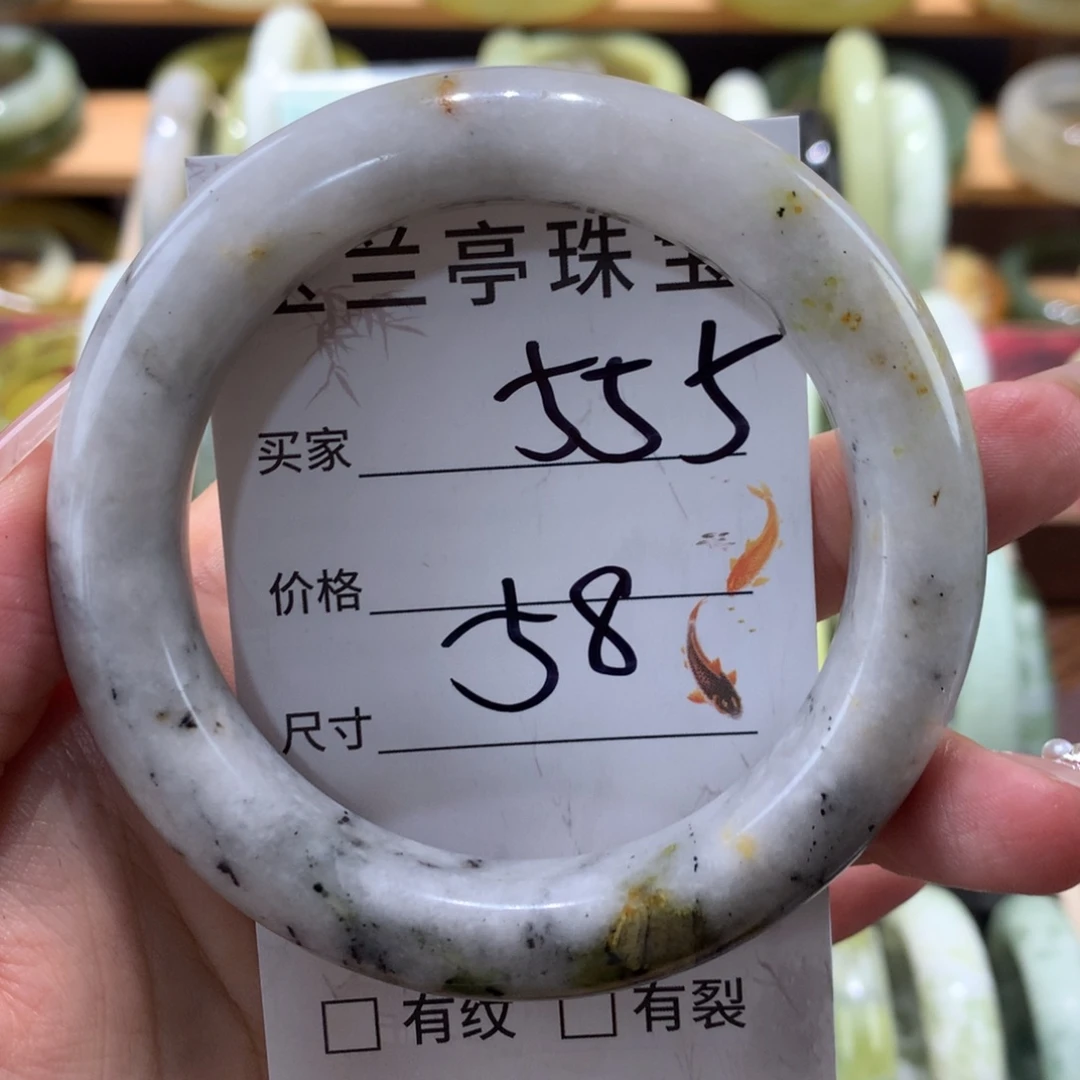 兰亭珠宝
买家 555
价格
58
尺寸
有纹 有裂